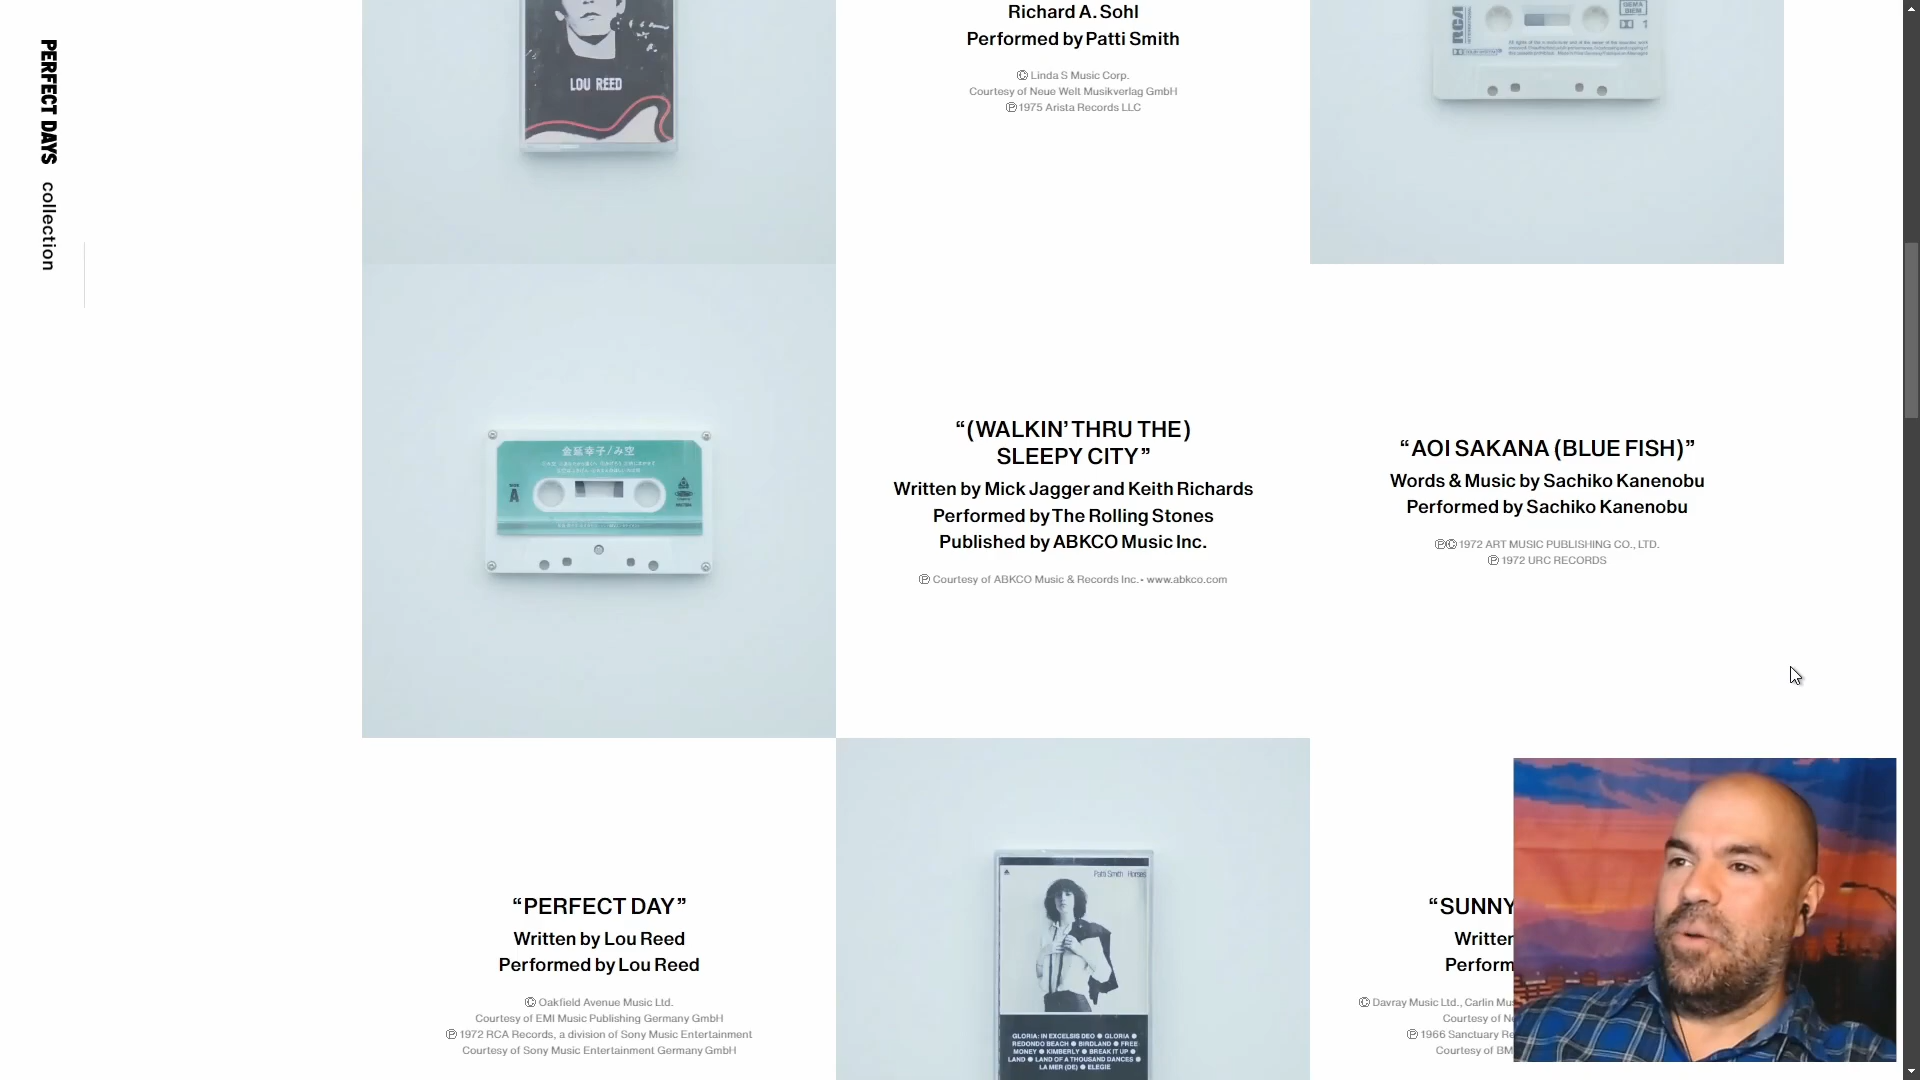 PERFECT DAYS collection
LOU REED
Richard A. Sohl
Performed by Patti Smith
© Linda S Music Corp.
Courtesy of Neue Welt Musikverlag GmbH
℗ 1975 Arista Records LLC
RCA
金延幸子/み空
A
“(WALKIN’ THRU THE)
SLEEPY CITY”
Written by Mick Jagger and Keith Richards
Performed by The Rolling Stones
Published by ABKCO Music Inc.
℗ Courtesy of ABKCO Music & Records Inc. • www.abkco.com
“AOI SAKANA (BLUE FISH)”
Words & Music by Sachiko Kanenobu
Performed by Sachiko Kanenobu
℗© 1972 ART MUSIC PUBLISHING CO., LTD.
℗ 1972 URC RECORDS
“PERFECT DAY”
Written by Lou Reed
Performed by Lou Reed
© Oakfield Avenue Music Ltd.
Courtesy of EMI Music Publishing Germany GmbH
℗ 1972 RCA Records, a division of Sony Music Entertainment
Courtesy of Sony Music Entertainment Germany GmbH
Patti Smith Horses
GLORIA: IN EXCELSIS DEO ● GLORIA ●
REDONDO BEACH ● BIRDLAND ● FREE
MONEY ● KIMBERLY ● BREAK IT UP ●
LAND ● LAND OF A THOUSAND DANCES ●
LA MER (DE) ● ELEGIE
“SUNNY
Writter
Perform
© Davray Music Ltd., Carlin Mus
Courtesy of Ne
℗ 1966 Sanctuary Re
Courtesy of BM